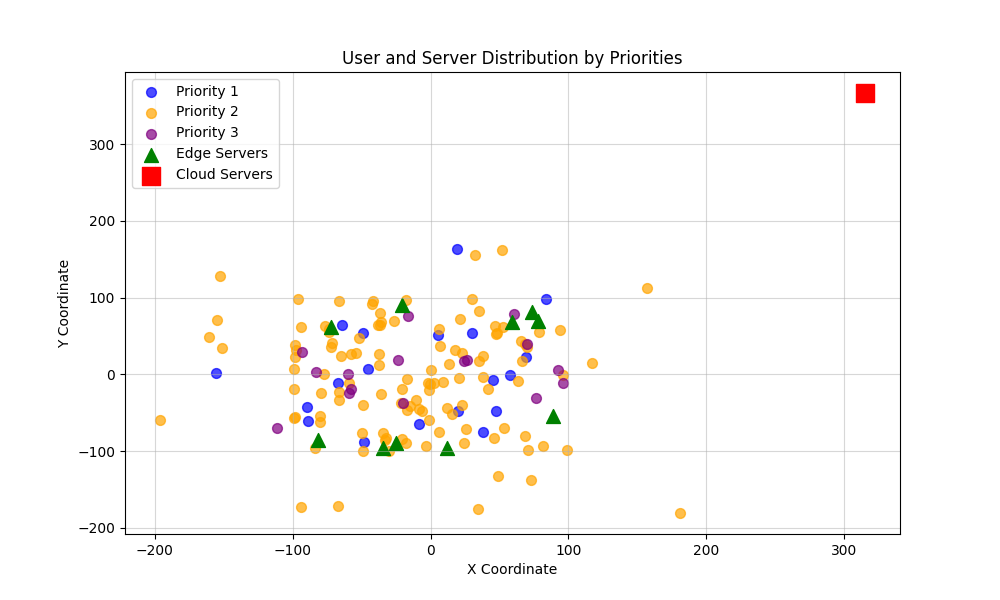 User and Server Distribution by Priorities
Priority 1
Priority 2
Priority 3
Edge Servers
Cloud Servers
Y Coordinate
300
200
100
0
−100
−200
−200
−100
0
100
200
300
X Coordinate